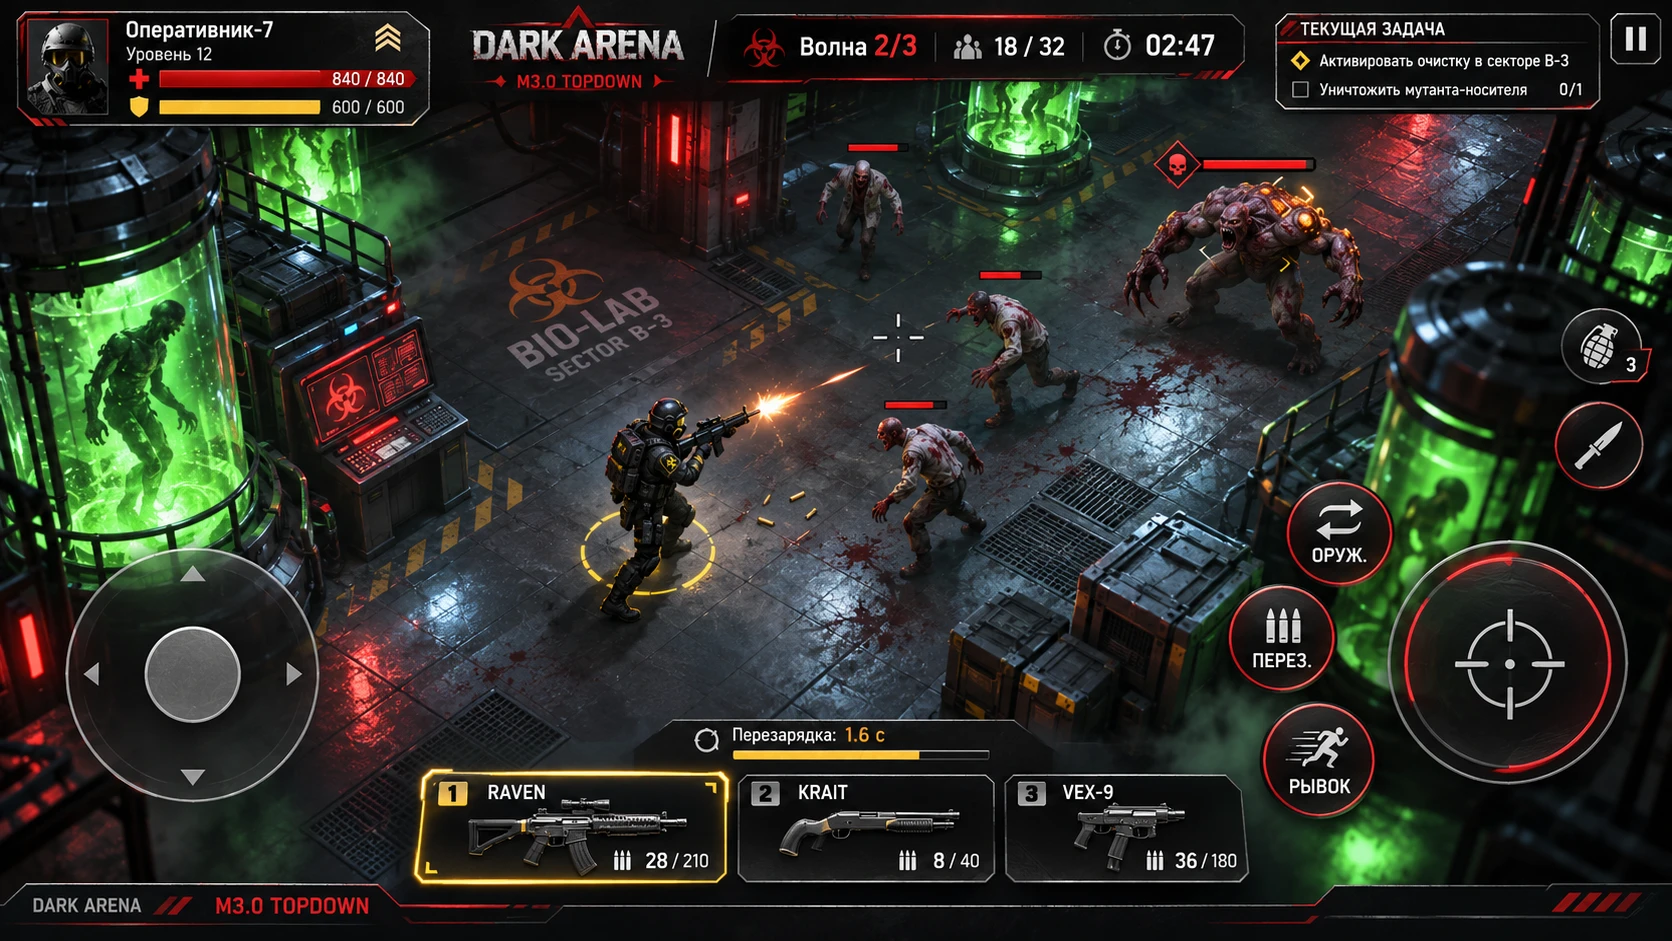 Оперативник-7
Уровень 12
840 / 840
600 / 600
DARK ARENA
M3.0 TOPDOWN
Волна 2/3
18 / 32
02:47
ТЕКУЩАЯ ЗАДАЧА
Активировать очистку в секторе B-3
Уничтожить мутанта-носителя 0/1
BIO-LAB
SECTOR B-3
3
ОРУЖ.
ПЕРЕЗ.
РЫВОК
Перезарядка: 1.6 с
1 RAVEN
28 / 210
2 KRAIT
8 / 40
3 VEX-9
36 / 180
DARK ARENA // M3.0 TOPDOWN